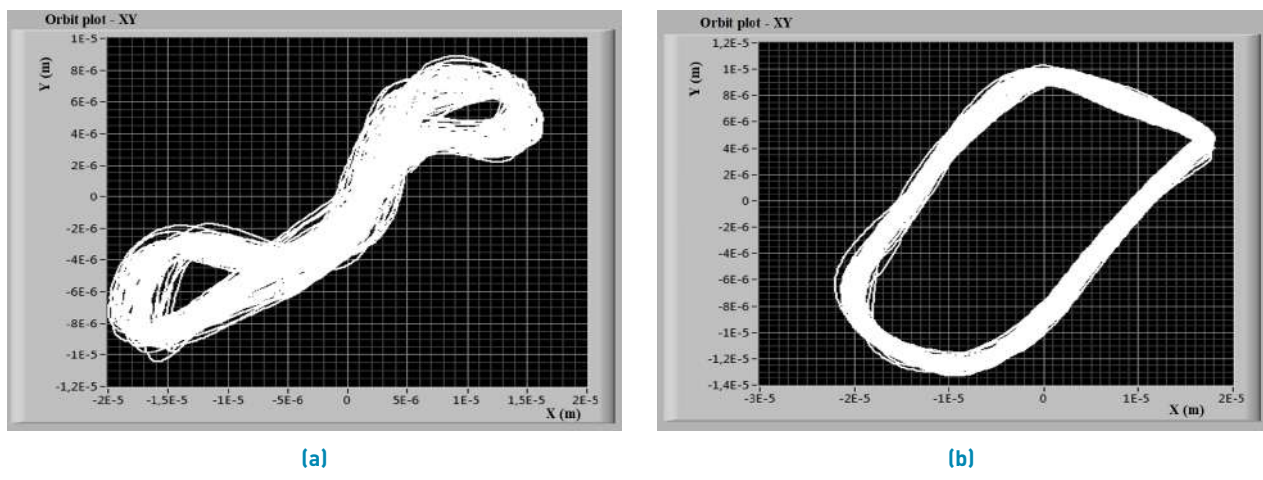 Orbit plot - XY
Y (m)
1E-5
8E-6
6E-6
4E-6
2E-6
0
-2E-6
-4E-6
-6E-6
-8E-6
-1E-5
-1,2E-5
-2E-5 -1,5E-5 -1E-5 -5E-6 0 5E-6 1E-5 1,5E-5 2E-5
X (m)
(a)
Orbit plot - XY
Y (m)
1,2E-5
1E-5
8E-6
6E-6
4E-6
2E-6
0
-2E-6
-4E-6
-6E-6
-8E-6
-1E-5
-1,2E-5
-1,4E-5
-3E-5 -2E-5 -1E-5 0 1E-5 2E-5
X (m)
(b)